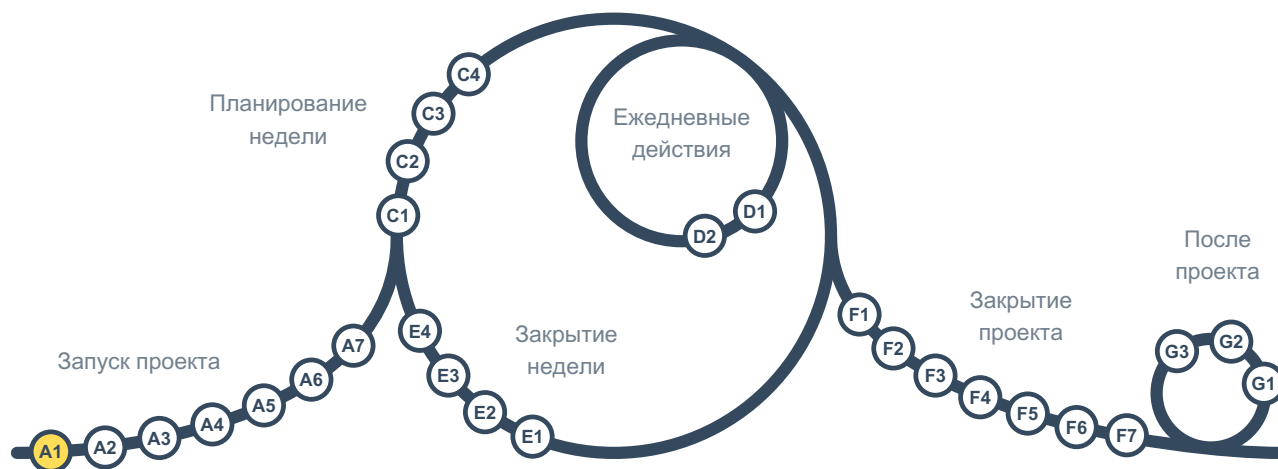 Запуск проекта
A1
A2
A3
A4
A5
A6
A7
Планирование
недели
C1
C2
C3
C4
Ежедневные
действия
D1
D2
Закрытие
недели
E1
E2
E3
E4
Закрытие
проекта
F1
F2
F3
F4
F5
F6
F7
После
проекта
G1
G2
G3